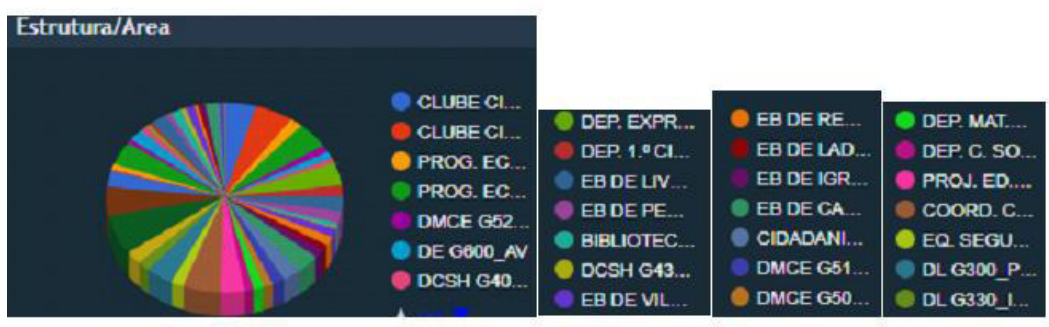 Estrutura/Area
CLUBE CI...
CLUBE CI...
PROG. EC...
PROG. EC...
DMCE G52...
DE G600_AV
DCSH G40...
DEP. EXPR...
DEP. 1.º CI...
EB DE LIV...
EB DE PE...
BIBLIOTEC...
DCSH G43...
EB DE VIL...
EB DE RE...
EB DE LAD...
EB DE IGR...
EB DE CA...
CIDADANI...
DMCE G51...
DMCE G50...
DEP. MAT....
DEP. C. SO...
PROJ. ED....
COORD. C...
EQ. SEGU...
DL G300_P...
DL G330_I...